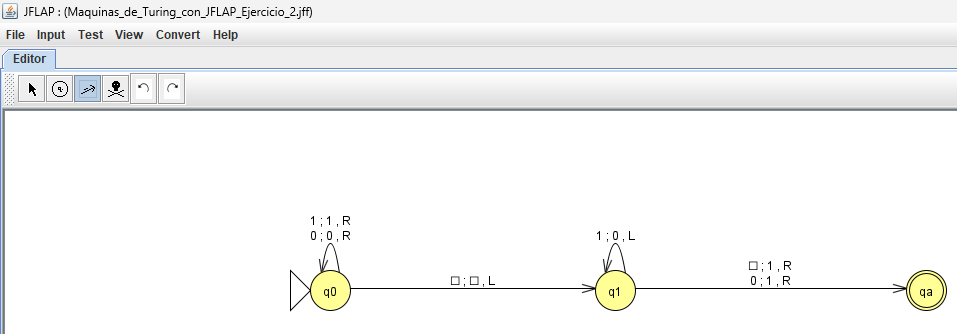 JFLAP : (Maquinas_de_Turing_con_JFLAP_Ejercicio_2.jff)
File Input Test View Convert Help
Editor
1 ; 1 , R
0 ; 0 , R
1 ; 0 , L
□ ; □ , L
□ ; 1 , R
0 ; 1 , R
q0
q1
qa